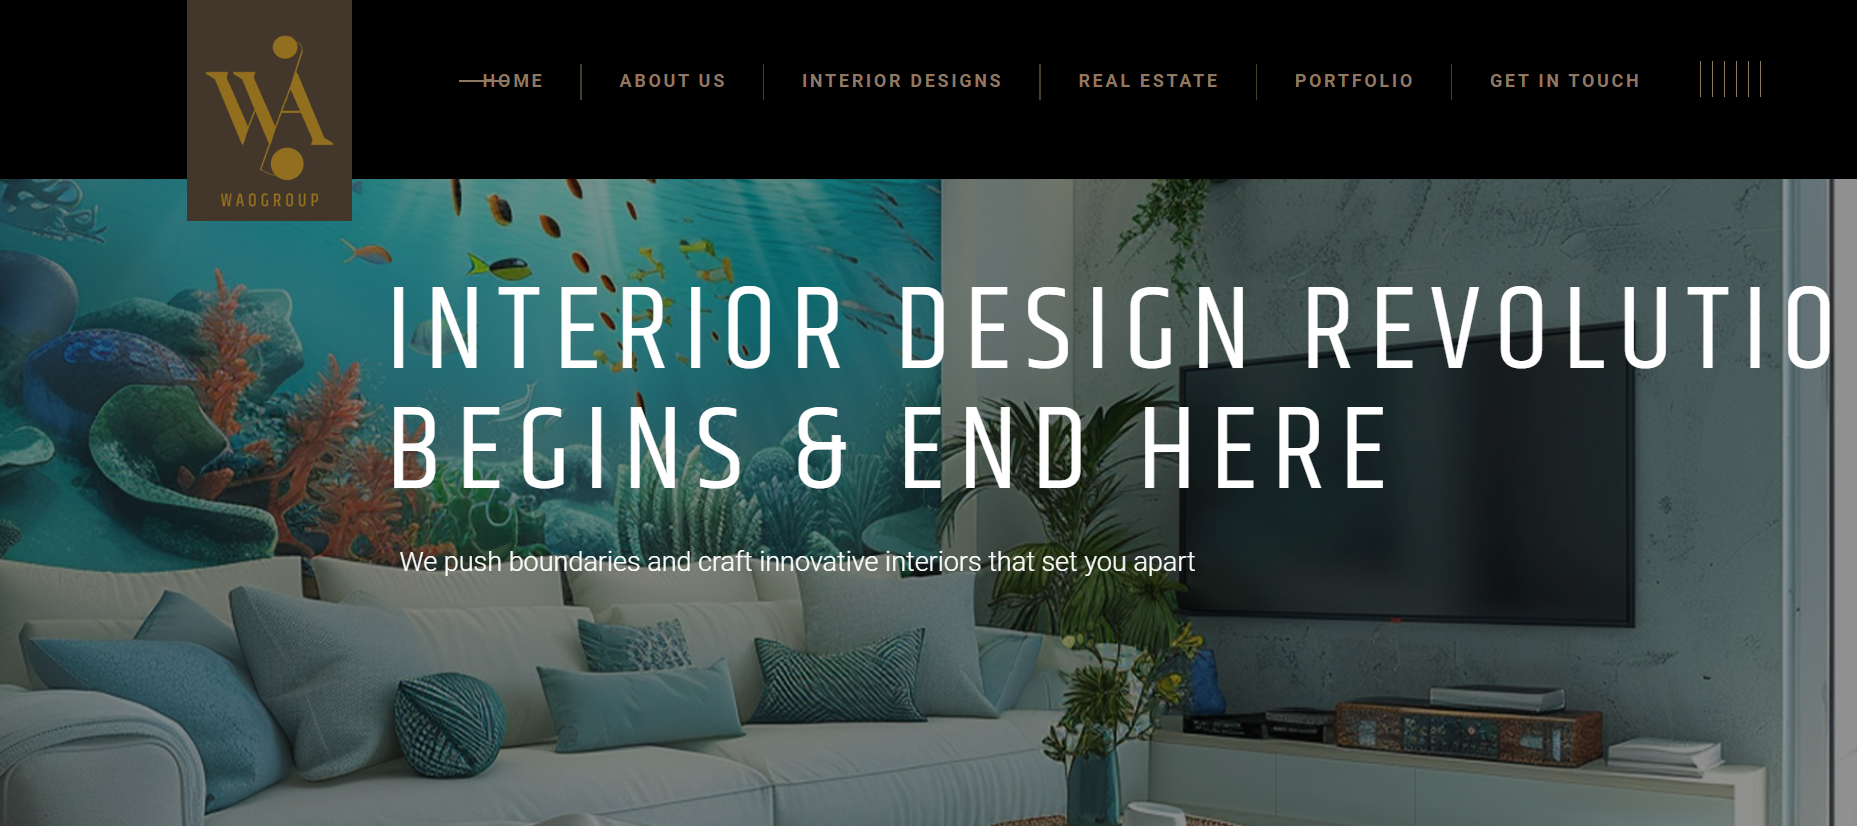 WA
WAOGROUP
HOME
ABOUT US
INTERIOR DESIGNS
REAL ESTATE
PORTFOLIO
GET IN TOUCH
INTERIOR DESIGN REVOLUTIO
BEGINS & END HERE
We push boundaries and craft innovative interiors that set you apart